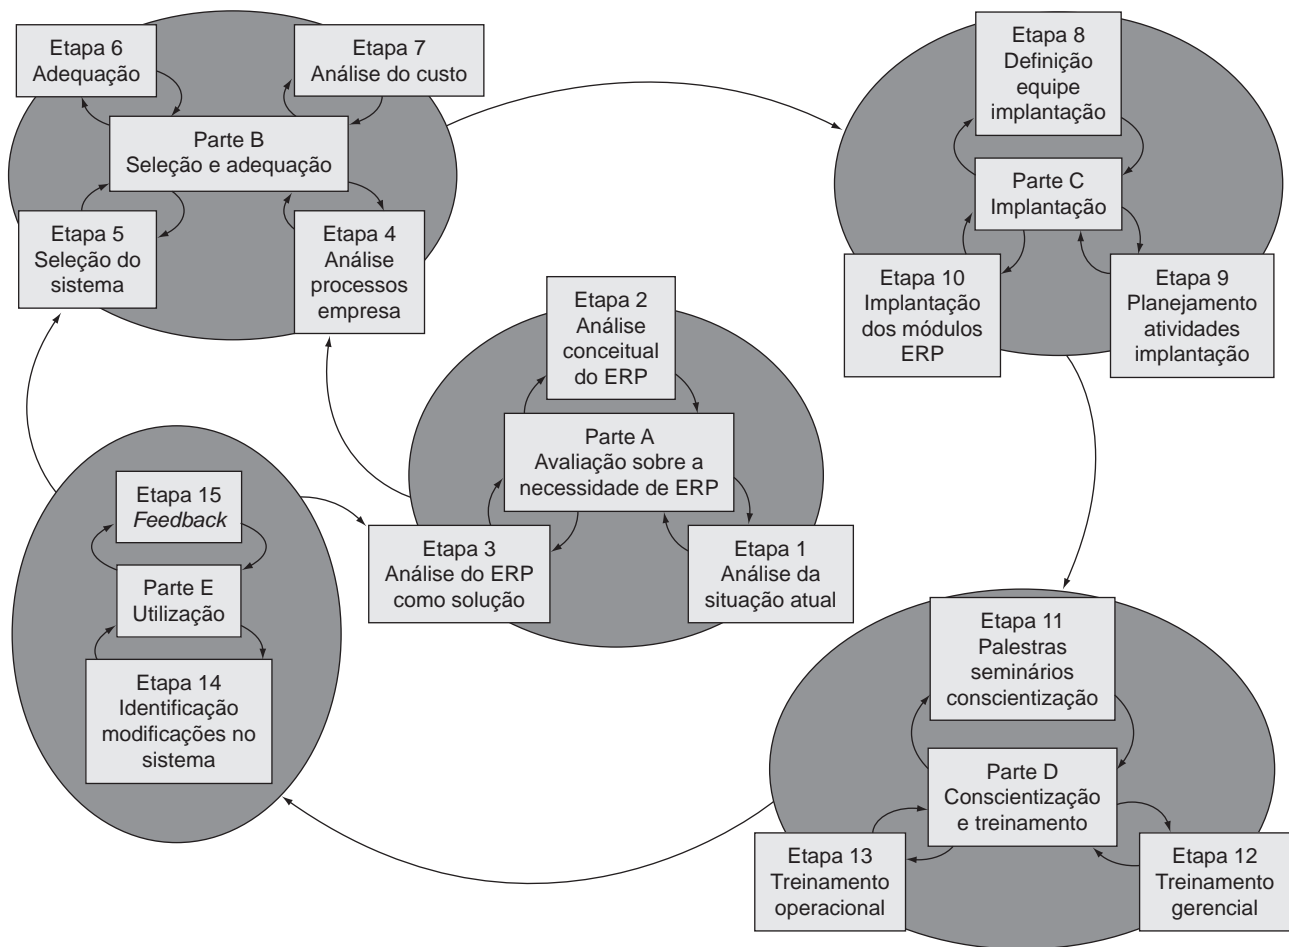 Etapa 6
Adequação
Etapa 7
Análise do custo
Parte B
Seleção e adequação
Etapa 5
Seleção do
sistema
Etapa 4
Análise
processos
empresa
Etapa 8
Definição
equipe
implantação
Parte C
Implantação
Etapa 10
Implantação
dos módulos
ERP
Etapa 9
Planejamento
atividades
implantação
Etapa 2
Análise
conceitual
do ERP
Parte A
Avaliação sobre a
necessidade de ERP
Etapa 3
Análise do ERP
como solução
Etapa 1
Análise da
situação atual
Etapa 15
Feedback
Parte E
Utilização
Etapa 14
Identificação
modificações no
sistema
Etapa 11
Palestras
seminários
conscientização
Parte D
Conscientização
e treinamento
Etapa 13
Treinamento
operacional
Etapa 12
Treinamento
gerencial